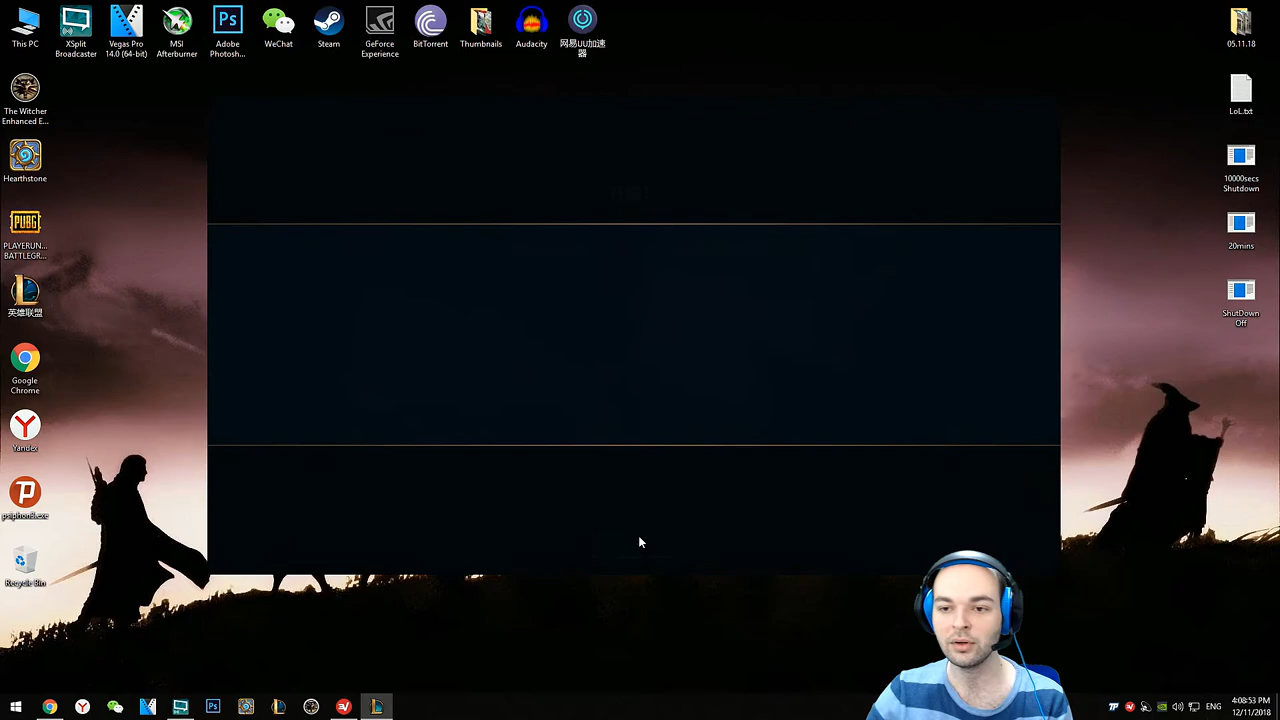 This PC
XSplit
Broadcaster
Vegas Pro
14.0 (64-bit)
MSI
Afterburner
Ps
Adobe
Photosh...
WeChat
Steam
GeForce
Experience
BitTorrent
Thumbnails
Audacity
网易UU加速
器
05.11.18
The Witcher
Enhanced E...
LoL.txt
Hearthstone
10000secs
Shutdown
PUBG
PLAYERUN...
BATTLEGR...
20mins
英雄联盟
ShutDown
Off
Google
Chrome
Yandex
psiphon3.exe
Recycle Bin
Ps
ENG
4:08:53 PM
12/11/2018